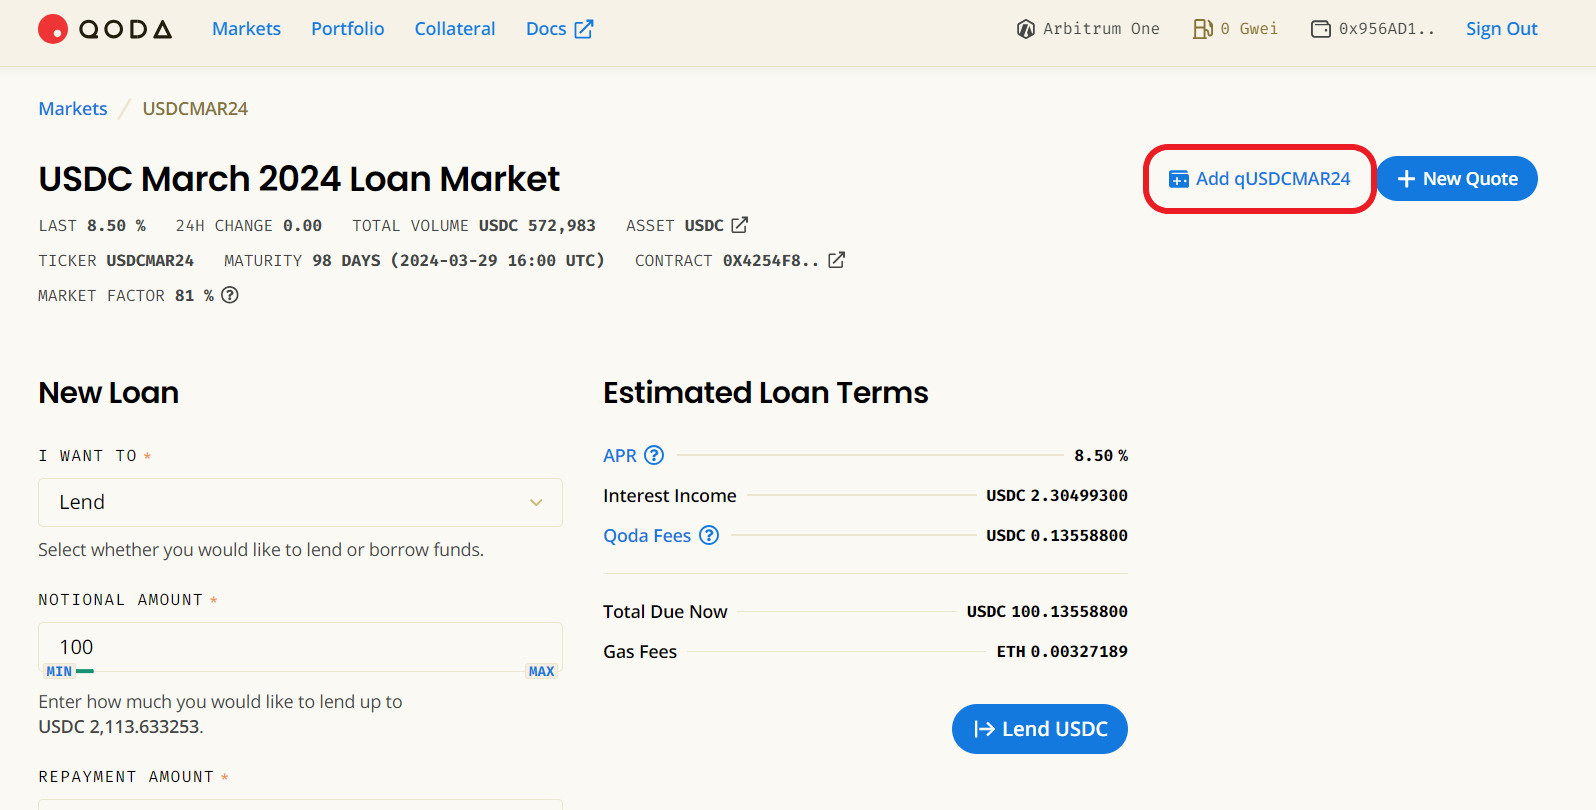 QODA Markets Portfolio Collateral Docs Arbitrum One 0 Gwei 0x956AD1.. Sign Out
Markets / USDCMAR24
USDC March 2024 Loan Market
Add qUSDCMAR24
New Quote
LAST 8.50 % 24H CHANGE 0.00 TOTAL VOLUME USDC 572,983 ASSET USDC
TICKER USDCMAR24 MATURITY 98 DAYS (2024-03-29 16:00 UTC) CONTRACT 0X4254F8..
MARKET FACTOR 81 % ?
New Loan
I WANT TO *
Lend
Select whether you would like to lend or borrow funds.
NOTIONAL AMOUNT *
100
MIN MAX
Enter how much you would like to lend up to
USDC 2,113.633253.
REPAYMENT AMOUNT *
Estimated Loan Terms
APR ? 8.50 %
Interest Income USDC 2.30499300
Qoda Fees ? USDC 0.13558800
Total Due Now USDC 100.13558800
Gas Fees ETH 0.00327189
Lend USDC